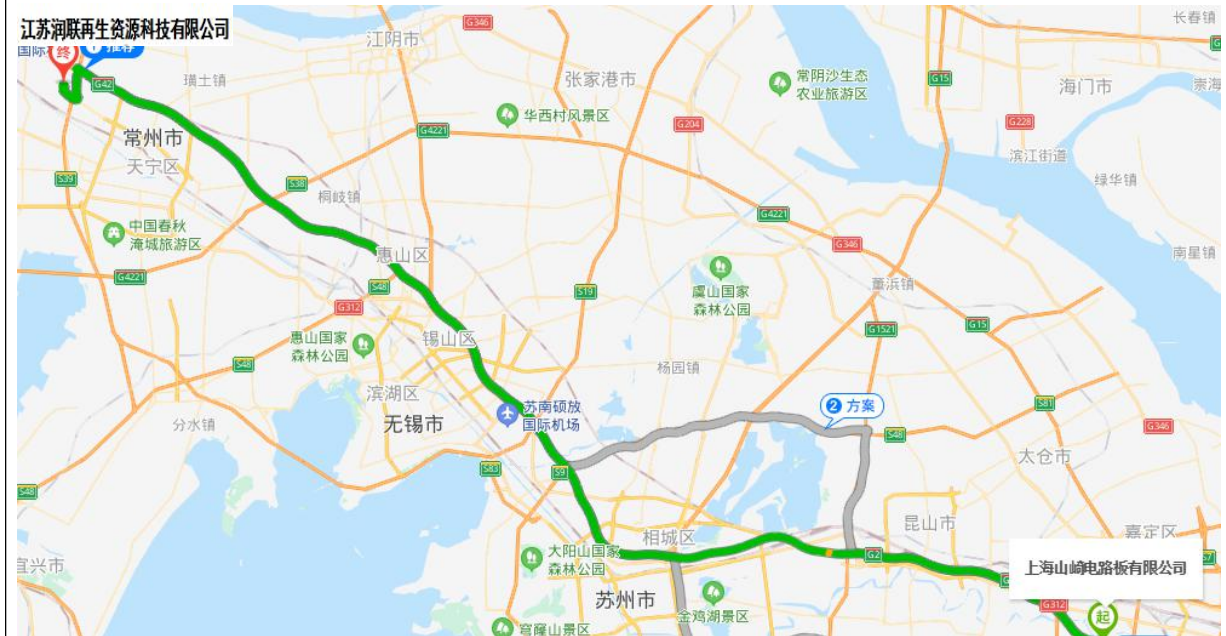 江苏润联再生资源科技有限公司
国际
终
1 推荐
G42
璜土镇
江阴市
G346
张家港市
常阴沙生态
农业旅游区
G15
长春镇
海门市
崇海
常州市
天宁区
G4221
华西村风景区
G204
G228
滨江街道
绿华镇
S39
S38
桐岐镇
中国春秋
淹城旅游区
G4221
G4221
G346
南星镇
惠山区
S48
S19
虞山国家
森林公园
董浜镇
G312
惠山国家
森林公园
锡山区
G1521
G15
S48
滨湖区
杨园镇
分水镇
无锡市
苏南硕放
国际机场
2 方案
S81
S48
G346
太仓市
S83
S9
S48
昆山市
嘉定区
宜兴市
大阳山国家
森林公园
相城区
G2
上海山崎电路板有限公司
S7
苏州市
金鸡湖景区
G312
起
穹窿山景区